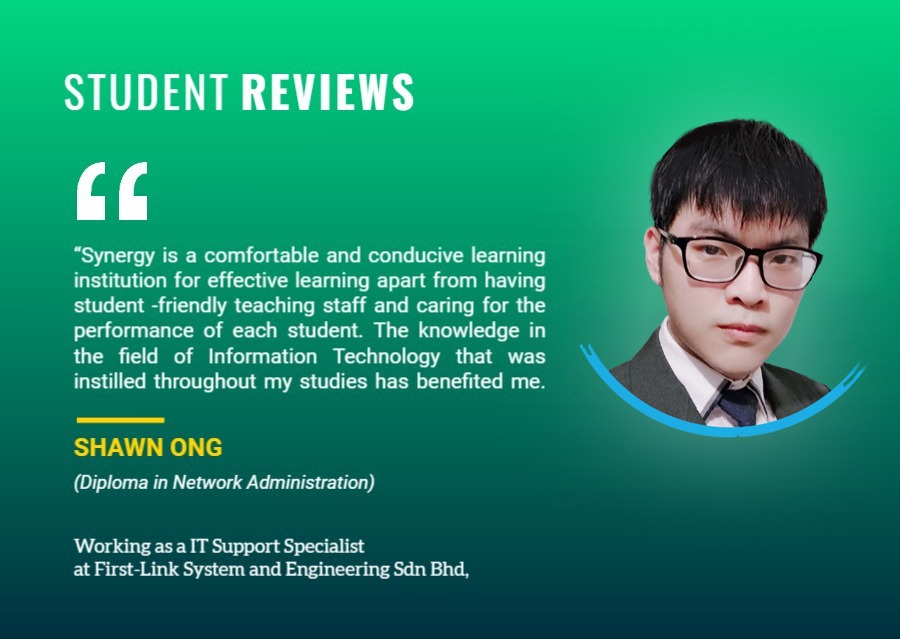 STUDENT REVIEWS
“Synergy is a comfortable and conducive learning
institution for effective learning apart from having
student -friendly teaching staff and caring for the
performance of each student. The knowledge in
the field of Information Technology that was
instilled throughout my studies has benefited me.
SHAWN ONG
(Diploma in Network Administration)
Working as a IT Support Specialist
at First-Link System and Engineering Sdn Bhd,